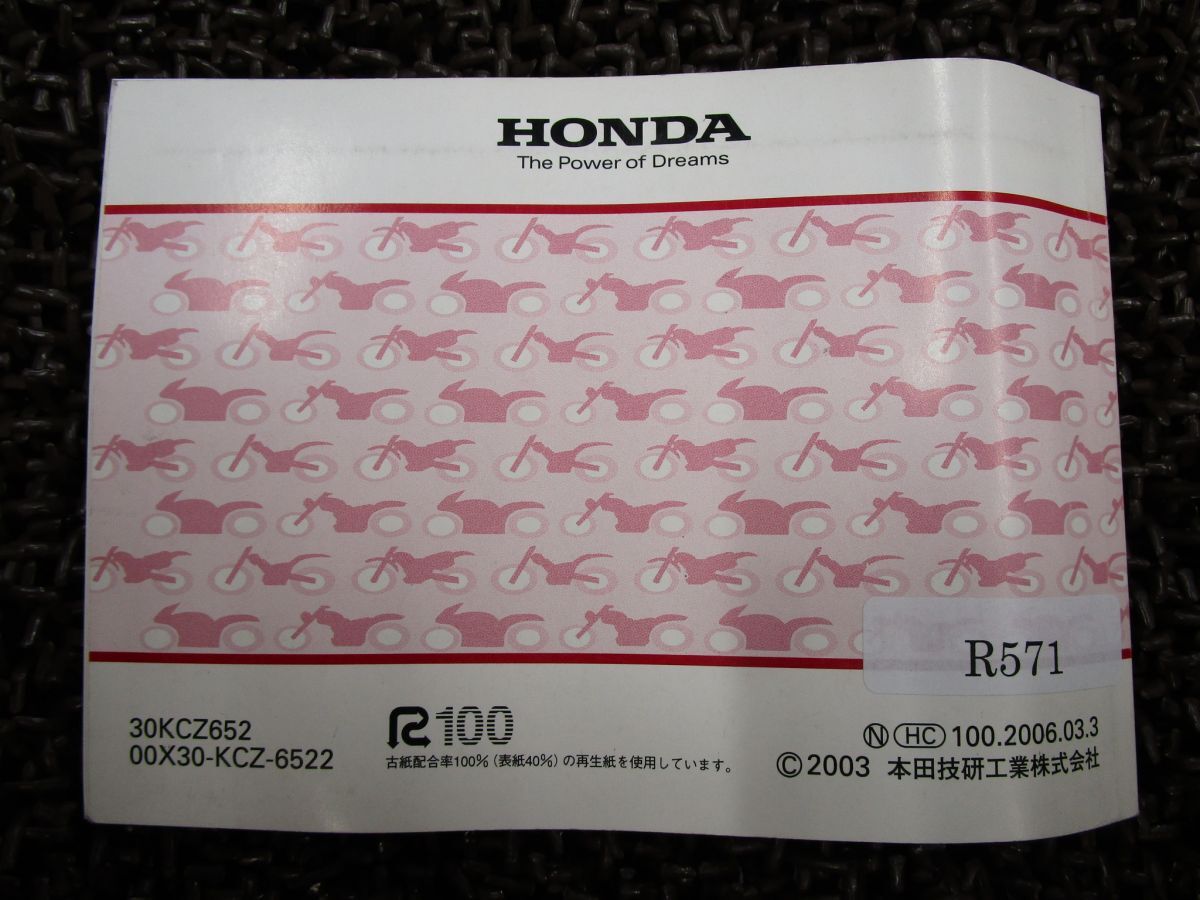 HONDA
The Power of Dreams
R571
30KCZ652
00X30-KCZ-6522
R100
古紙配合率100%(表紙40%)の再生紙を使用しています。
Ⓝ HC 100.2006.03.3
©2003 本田技研工業株式会社